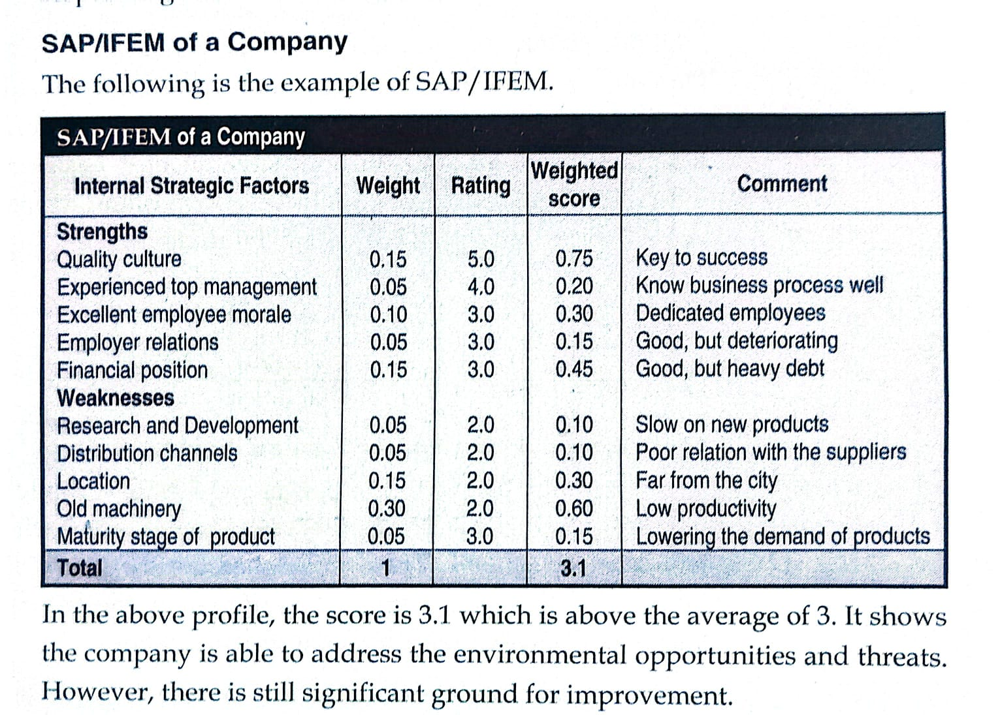 SAP/IFEM of a Company
The following is the example of SAP/IFEM.
SAP/IFEM of a Company
Internal Strategic Factors Weight Rating Weighted score Comment
Strengths
Quality culture 0.15 5.0 0.75 Key to success
Experienced top management 0.05 4.0 0.20 Know business process well
Excellent employee morale 0.10 3.0 0.30 Dedicated employees
Employer relations 0.05 3.0 0.15 Good, but deteriorating
Financial position 0.15 3.0 0.45 Good, but heavy debt
Weaknesses
Research and Development 0.05 2.0 0.10 Slow on new products
Distribution channels 0.05 2.0 0.10 Poor relation with the suppliers
Location 0.15 2.0 0.30 Far from the city
Old machinery 0.30 2.0 0.60 Low productivity
Maturity stage of product 0.05 3.0 0.15 Lowering the demand of products
Total 1 3.1
In the above profile, the score is 3.1 which is above the average of 3. It shows
the company is able to address the environmental opportunities and threats.
However, there is still significant ground for improvement.